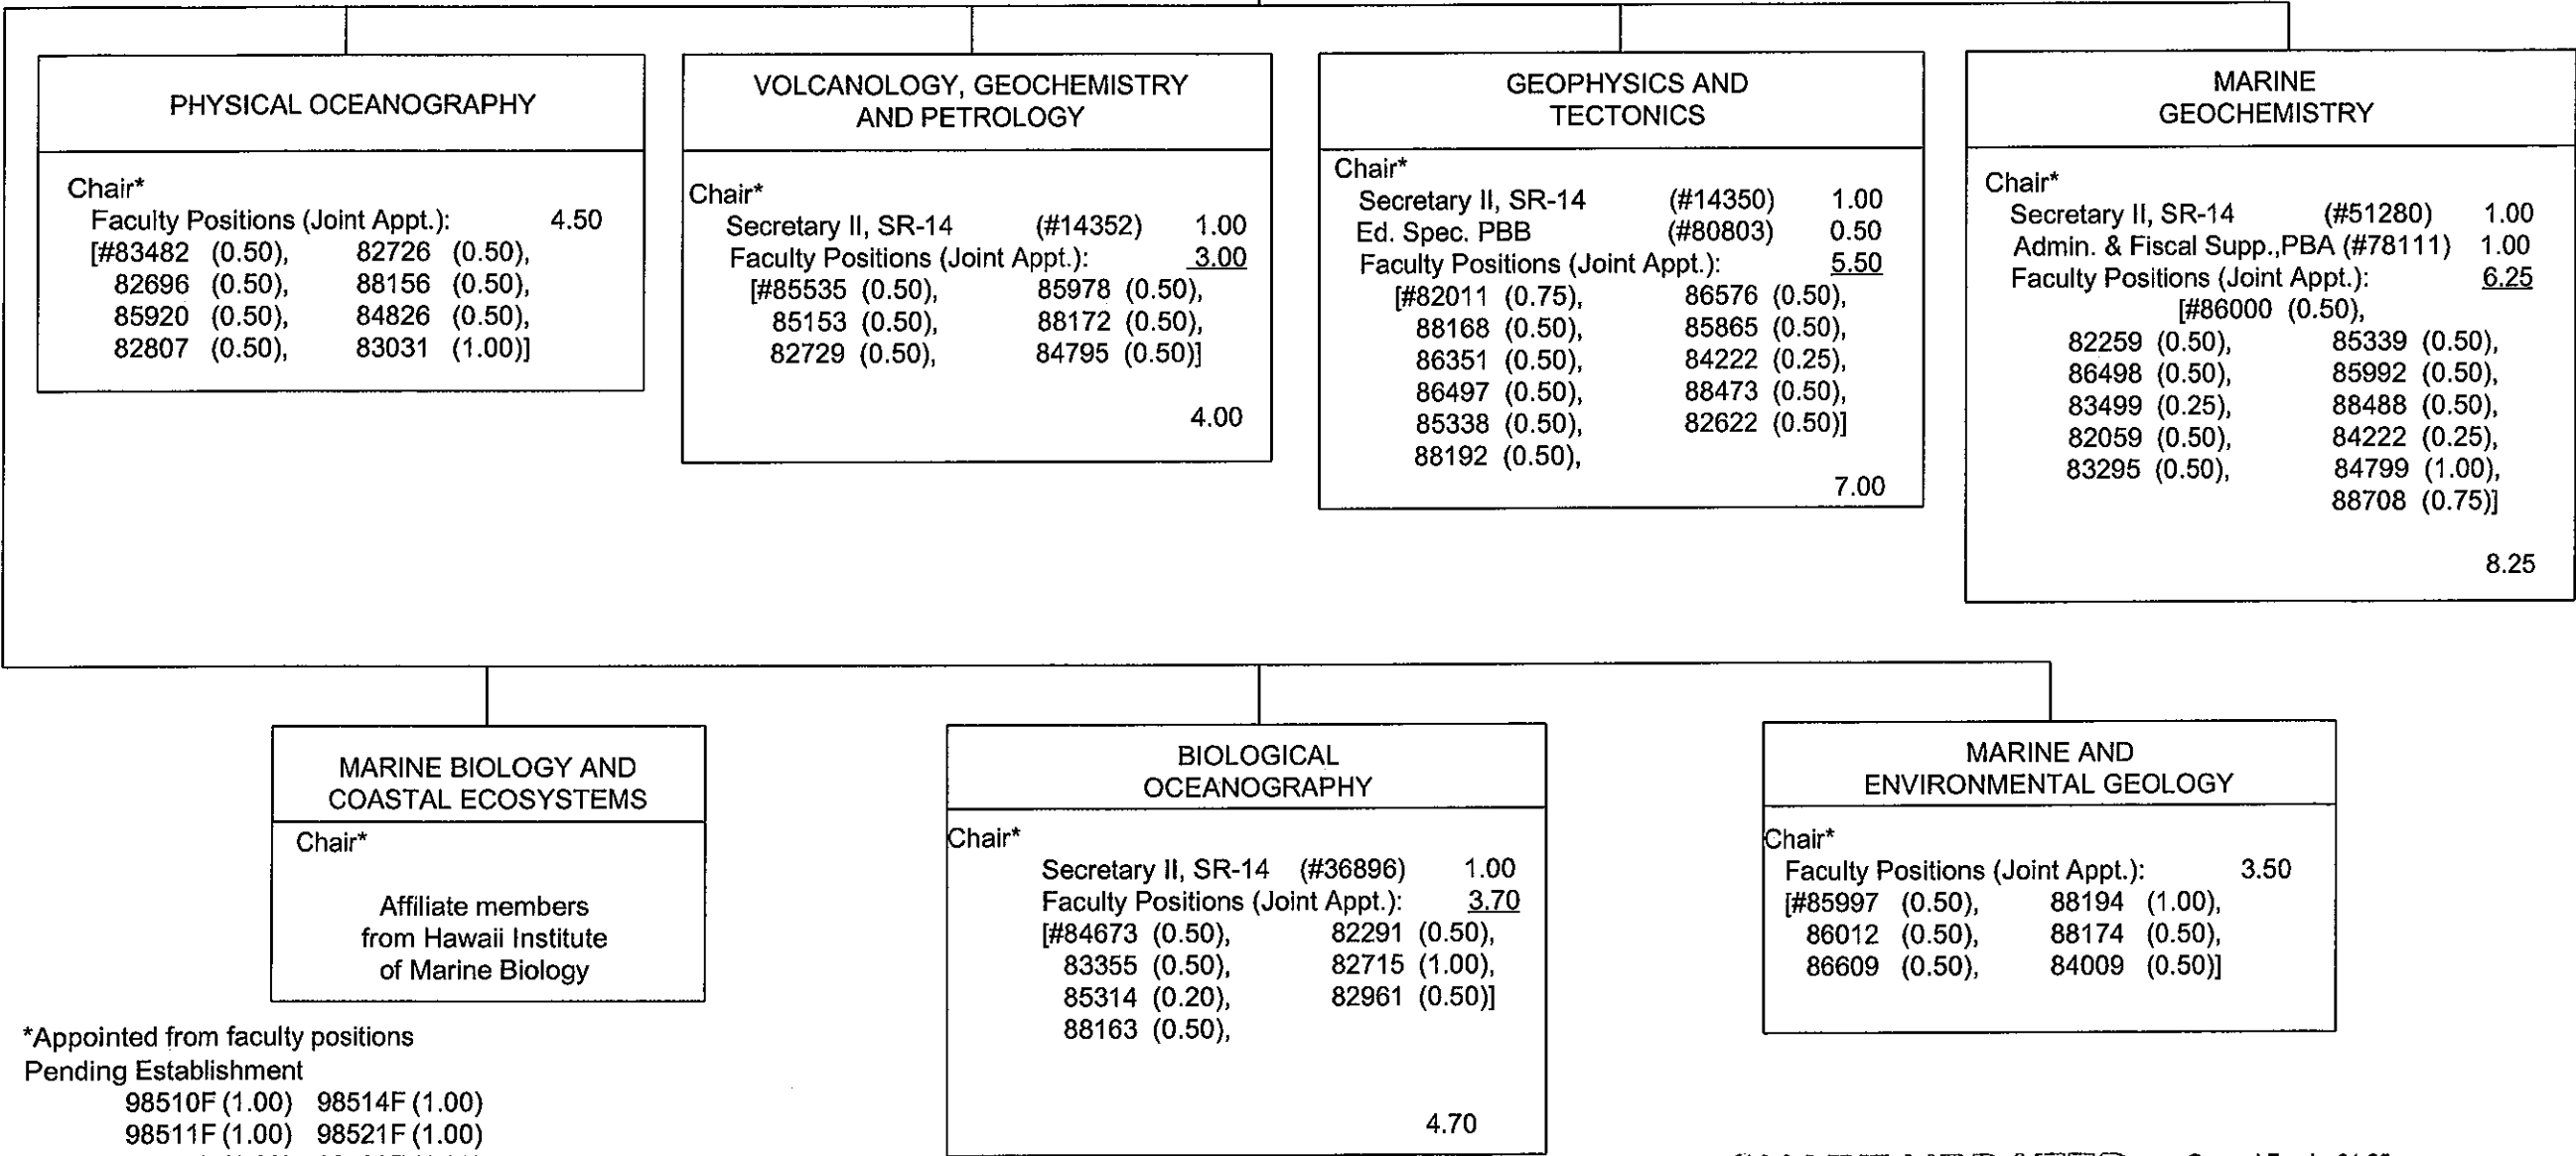 PHYSICAL OCEANOGRAPHY
Chair*
Faculty Positions (Joint Appt.): 4.50
[#83482 (0.50), 82726 (0.50),
82696 (0.50), 88156 (0.50),
85920 (0.50), 84826 (0.50),
82807 (0.50), 83031 (1.00)]
VOLCANOLOGY, GEOCHEMISTRY
AND PETROLOGY
Chair*
Secretary II, SR-14 (#14352) 1.00
Faculty Positions (Joint Appt.): 3.00
[#85535 (0.50), 85978 (0.50),
85153 (0.50), 88172 (0.50),
82729 (0.50), 84795 (0.50)]
4.00
GEOPHYSICS AND
TECTONICS
Chair*
Secretary II, SR-14 (#14350) 1.00
Ed. Spec. PBB (#80803) 0.50
Faculty Positions (Joint Appt.): 5.50
[#82011 (0.75), 86576 (0.50),
88168 (0.50), 85865 (0.50),
86351 (0.50), 84222 (0.25),
86497 (0.50), 88473 (0.50),
85338 (0.50), 82622 (0.50)]
88192 (0.50),
7.00
MARINE
GEOCHEMISTRY
Chair*
Secretary II, SR-14 (#51280) 1.00
Admin. & Fiscal Supp.,PBA (#78111) 1.00
Faculty Positions (Joint Appt.): 6.25
[#86000 (0.50),
82259 (0.50), 85339 (0.50),
86498 (0.50), 85992 (0.50),
83499 (0.25), 88488 (0.50),
82059 (0.50), 84222 (0.25),
83295 (0.50), 84799 (1.00),
88708 (0.75)]
8.25
MARINE BIOLOGY AND
COASTAL ECOSYSTEMS
Chair*
Affiliate members
from Hawaii Institute
of Marine Biology
BIOLOGICAL
OCEANOGRAPHY
Chair*
Secretary II, SR-14 (#36896) 1.00
Faculty Positions (Joint Appt.): 3.70
[#84673 (0.50), 82291 (0.50),
83355 (0.50), 82715 (1.00),
85314 (0.20), 82961 (0.50)]
88163 (0.50),
4.70
MARINE AND
ENVIRONMENTAL GEOLOGY
Chair*
Faculty Positions (Joint Appt.): 3.50
[#85997 (0.50), 88194 (1.00),
86012 (0.50), 88174 (0.50),
86609 (0.50), 84009 (0.50)]
*Appointed from faculty positions
Pending Establishment
98510F (1.00) 98514F (1.00)
98511F (1.00) 98521F (1.00)